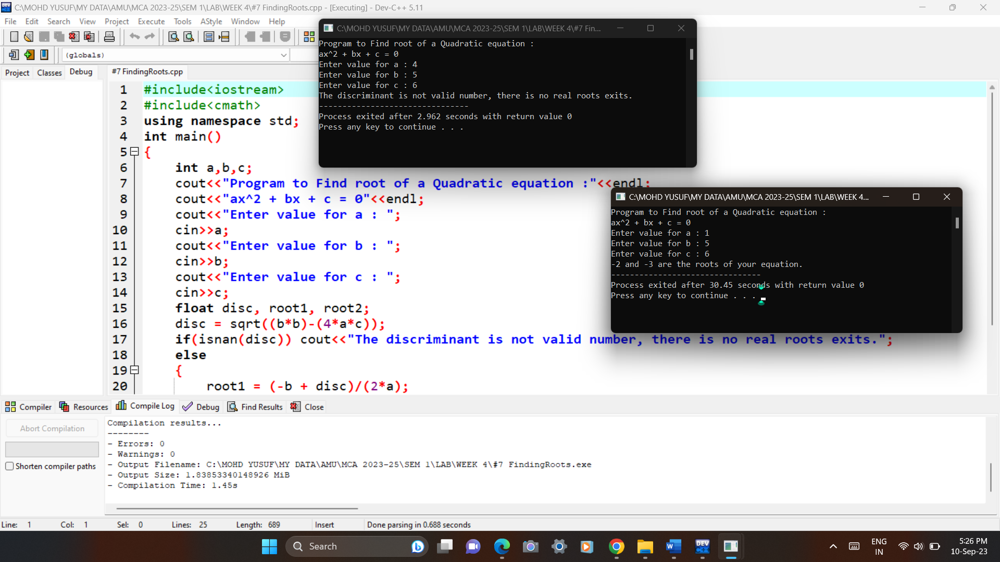 C:\MOHD YUSUF\MY DATA\AMU\MCA 2023-25\SEM 1\LAB\WEEK 4\#7 FindingRoots.cpp - [Executing] - Dev-C++ 5.11
File Edit Search View Project Execute Tools AStyle Window Help
(globals)
Project Classes Debug
#7 FindingRoots.cpp
1 #include<iostream>
2 #include<cmath>
3 using namespace std;
4 int main()
5 {
6 int a,b,c;
7 cout<<"Program to Find root of a Quadratic equation :"<<endl;
8 cout<<"ax^2 + bx + c = 0"<<endl;
9 cout<<"Enter value for a : ";
10 cin>>a;
11 cout<<"Enter value for b : ";
12 cin>>b;
13 cout<<"Enter value for c : ";
14 cin>>c;
15 float disc, root1, root2;
16 disc = sqrt((b*b)-(4*a*c));
17 if(isnan(disc)) cout<<"The discriminant is not valid number, there is no real roots exits.";
18 else
19 {
20 root1 = (-b + disc)/(2*a);
C:\MOHD YUSUF\MY DATA\AMU\MCA 2023-25\SEM 1\LAB\WEEK 4\#7 Fin...
Program to Find root of a Quadratic equation :
ax^2 + bx + c = 0
Enter value for a : 4
Enter value for b : 5
Enter value for c : 6
The discriminant is not valid number, there is no real roots exits.
--------------------------------
Process exited after 2.962 seconds with return value 0
Press any key to continue . . .
C:\MOHD YUSUF\MY DATA\AMU\MCA 2023-25\SEM 1\LAB\WEEK 4...
Program to Find root of a Quadratic equation :
ax^2 + bx + c = 0
Enter value for a : 1
Enter value for b : 5
Enter value for c : 6
-2 and -3 are the roots of your equation.
--------------------------------
Process exited after 30.45 seconds with return value 0
Press any key to continue . . .
Compiler Resources Compile Log Debug Find Results Close
Abort Compilation
Shorten compiler paths
Compilation results...
--------
- Errors: 0
- Warnings: 0
- Output Filename: C:\MOHD YUSUF\MY DATA\AMU\MCA 2023-25\SEM 1\LAB\WEEK 4\#7 FindingRoots.exe
- Output Size: 1.83853340148926 MiB
- Compilation Time: 1.45s
Line: 1 Col: 1 Sel: 0 Lines: 25 Length: 689 Insert Done parsing in 0.688 seconds
Search
DEV C++
ENG
IN
5:26 PM
10-Sep-23